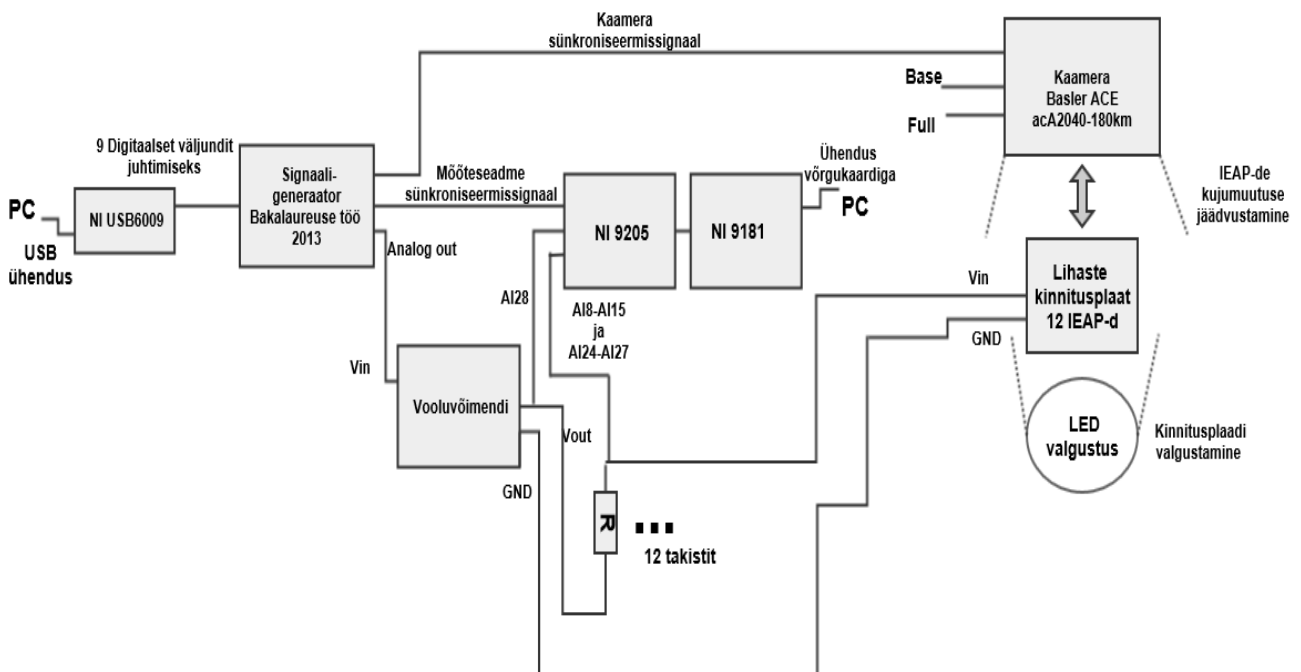 Kaamera
sünkroniseermissignaal
Base
Full
Kaamera
Basler ACE
acA2040-180km
9 Digitaalset väljundit
juhtimiseks
PC
USB
ühendus
NI USB6009
Signaali-
generaator
Bakalaureuse töö
2013
Mõõteseadme
sünkroniseermissignaal
Analog out
NI 9205
NI 9181
Ühendus
võrgukaardiga
PC
IEAP-de
kujumuutuse
jäädvustamine
AI28
AI8-AI15
ja
AI24-AI27
Vin
GND
Lihaste
kinnitusplaat
12 IEAP-d
Vin
Vooluvõimendi
Vout
GND
R
...
12 takistit
LED
valgustus
Kinnitusplaadi
valgustamine